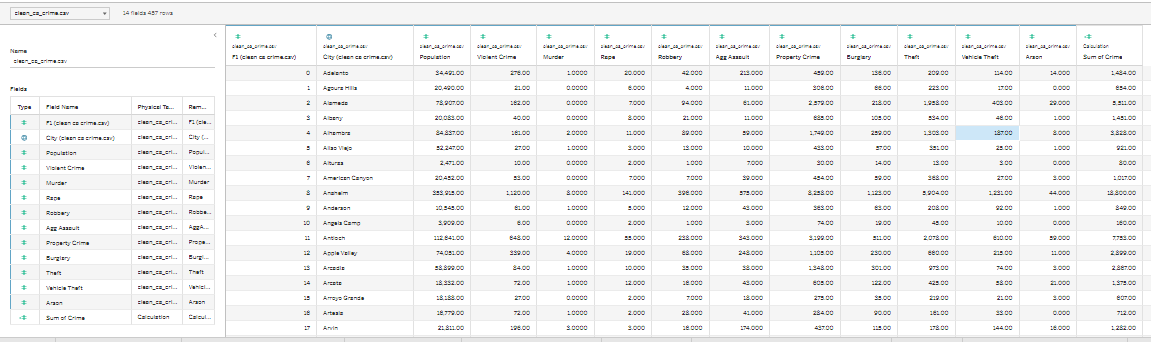 clean_ca_crime.csv 14 fields 457 rows
Name
clean_ca_crime.csv
Fields
Type Field Name Physical Ta... Rem...
F1 (clean ca crime.csv) clean_cri... F1 (cle...
City (clean ca crime.csv) clean_cri... City (...
Population clean_cri... Popul...
Violent Crime clean_cri... Violen...
Murder clean_cri... Murder
Rape clean_cri... Rape
Robbery clean_cri... Robbe...
Agg Assault clean_cri... AggA...
Property Crime clean_cri... Prope...
Burglary clean_cri... Burgl...
Theft clean_cri... Theft
Vehicle Theft clean_cri... Vehicl...
Arson clean_cri... Arson
Sum of Crime Calculation Calcul...
clean_ca_crime.csv clean_ca_crime.csv clean_ca_crime.csv clean_ca_crime.csv clean_ca_crime.csv clean_ca_crime.csv clean_ca_crime.csv clean_ca_crime.csv clean_ca_crime.csv clean_ca_crime.csv clean_ca_crime.csv clean_ca_crime.csv clean_ca_crime.csv Calculation
F1 (clean ca crime.csv) City (clean ca crime.csv) Population Violent Crime Murder Rape Robbery Agg Assault Property Crime Burglary Theft Vehicle Theft Arson Sum of Crime
0 Adelanto 34,491.00 276.00 1.0000 20.000 42.000 213.000 459.00 136.00 209.00 114.00 14.000 1,484.00
1 Agoura Hills 20,490.00 21.00 0.0000 6.000 4.000 11.000 306.00 66.00 223.00 17.00 0.000 654.00
2 Alameda 78,907.00 162.00 0.0000 7.000 94.000 61.000 2,579.00 218.00 1,958.00 403.00 29.000 5,511.00
3 Albany 20,083.00 40.00 0.0000 8.000 21.000 11.000 685.00 105.00 534.00 46.00 1.000 1,451.00
4 Alhambra 84,837.00 161.00 2.0000 11.000 89.000 59.000 1,749.00 259.00 1,303.00 187.00 8.000 3,828.00
5 Aliso Viejo 52,247.00 27.00 1.0000 3.000 13.000 10.000 433.00 57.00 351.00 25.00 1.000 921.00
6 Alturas 2,471.00 10.00 0.0000 2.000 1.000 7.000 30.00 14.00 13.00 3.00 0.000 80.00
7 American Canyon 20,452.00 53.00 0.0000 7.000 7.000 39.000 454.00 59.00 368.00 27.00 3.000 1,017.00
8 Anaheim 353,915.00 1,120.00 8.0000 141.000 396.000 575.000 8,258.00 1,123.00 5,904.00 1,231.00 44.000 18,800.00
9 Anderson 10,545.00 61.00 1.0000 5.000 12.000 43.000 363.00 63.00 208.00 92.00 1.000 849.00
10 Angels Camp 3,909.00 6.00 0.0000 2.000 1.000 3.000 74.00 19.00 45.00 10.00 0.000 160.00
11 Antioch 112,641.00 648.00 12.0000 55.000 238.000 343.000 3,199.00 511.00 2,078.00 610.00 59.000 7,753.00
12 Apple Valley 74,051.00 339.00 4.0000 19.000 68.000 248.000 1,105.00 230.00 660.00 215.00 11.000 2,899.00
13 Arcadia 58,899.00 84.00 1.0000 10.000 35.000 38.000 1,348.00 301.00 973.00 74.00 3.000 2,867.00
14 Arcata 18,332.00 72.00 1.0000 12.000 16.000 43.000 605.00 122.00 425.00 58.00 21.000 1,375.00
15 Arroyo Grande 18,188.00 27.00 0.0000 2.000 7.000 18.000 275.00 35.00 219.00 21.00 3.000 607.00
16 Artesia 16,779.00 72.00 1.0000 2.000 28.000 41.000 284.00 90.00 161.00 33.00 0.000 712.00
17 Arvin 21,811.00 196.00 3.0000 3.000 16.000 174.000 437.00 115.00 178.00 144.00 16.000 1,282.00